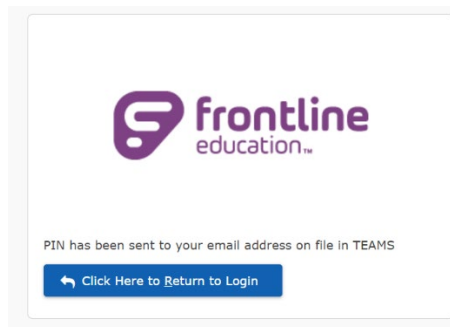 frontline
education™
PIN has been sent to your email address on file in TEAMS
Click Here to Return to Login